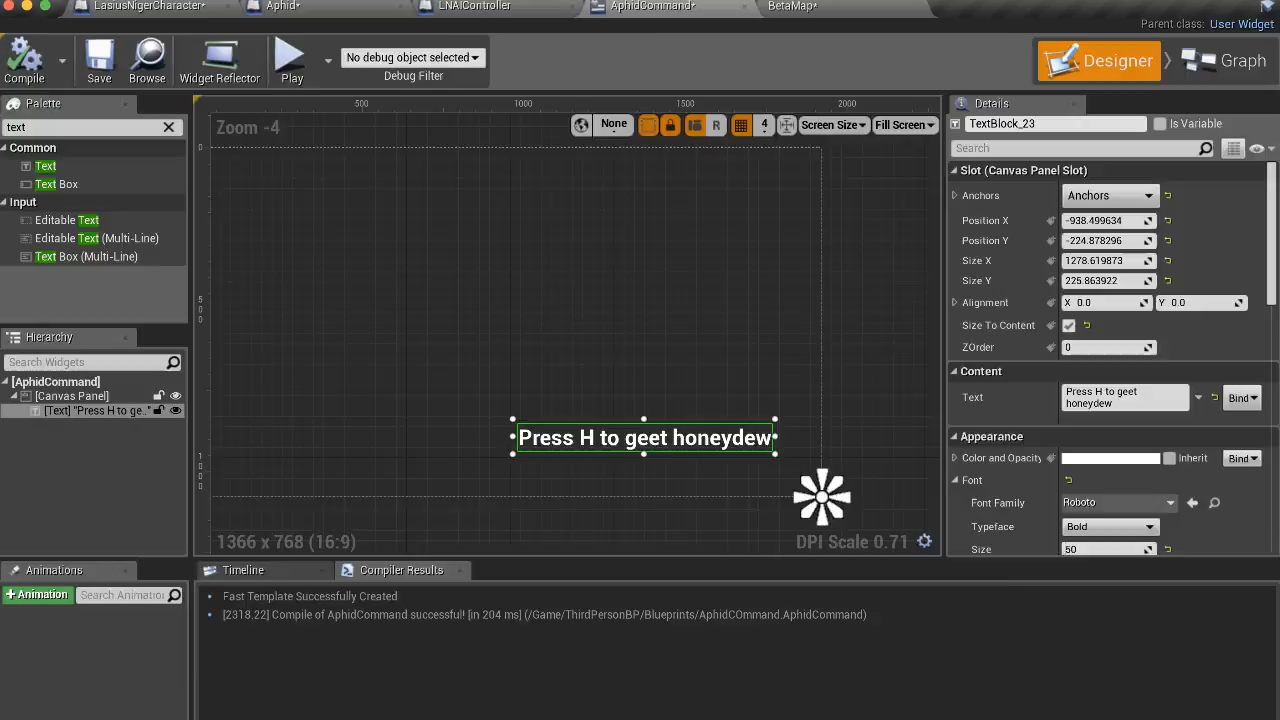 LasiusNigerCharacter*
Aphid*
LNAIController
AphidCommand*
BetaMap*
Parent class: User Widget
Compile
Save
Browse
Widget Reflector
Play
No debug object selected
Debug Filter
Designer
Graph
Palette
text
Common
Text
Text Box
Input
Editable Text
Editable Text (Multi-Line)
Text Box (Multi-Line)
Hierarchy
Search Widgets
[AphidCommand]
[Canvas Panel]
[Text] "Press H to ge.."
Animations
+Animation
Search Animation
500
1000
1500
2000
Zoom -4
None
R
4
Screen Size
Fill Screen
0
500
1000
Press H to geet honeydew
1366 x 768 (16:9)
DPI Scale 0.71
Details
TextBlock_23
Is Variable
Search
Slot (Canvas Panel Slot)
Anchors
Anchors
Position X
-938.499634
Position Y
-224.878296
Size X
1278.619873
Size Y
225.863922
Alignment
X 0.0
Y 0.0
Size To Content
ZOrder
0
Content
Text
Press H to geet
honeydew
Bind
Appearance
Color and Opacity
Inherit
Bind
Font
Font Family
Roboto
Typeface
Bold
Size
50
Timeline
Compiler Results
Fast Template Successfully Created
[2318.22] Compile of AphidCommand successful! [in 204 ms] (/Game/ThirdPersonBP/Blueprints/AphidCOmmand.AphidCommand)